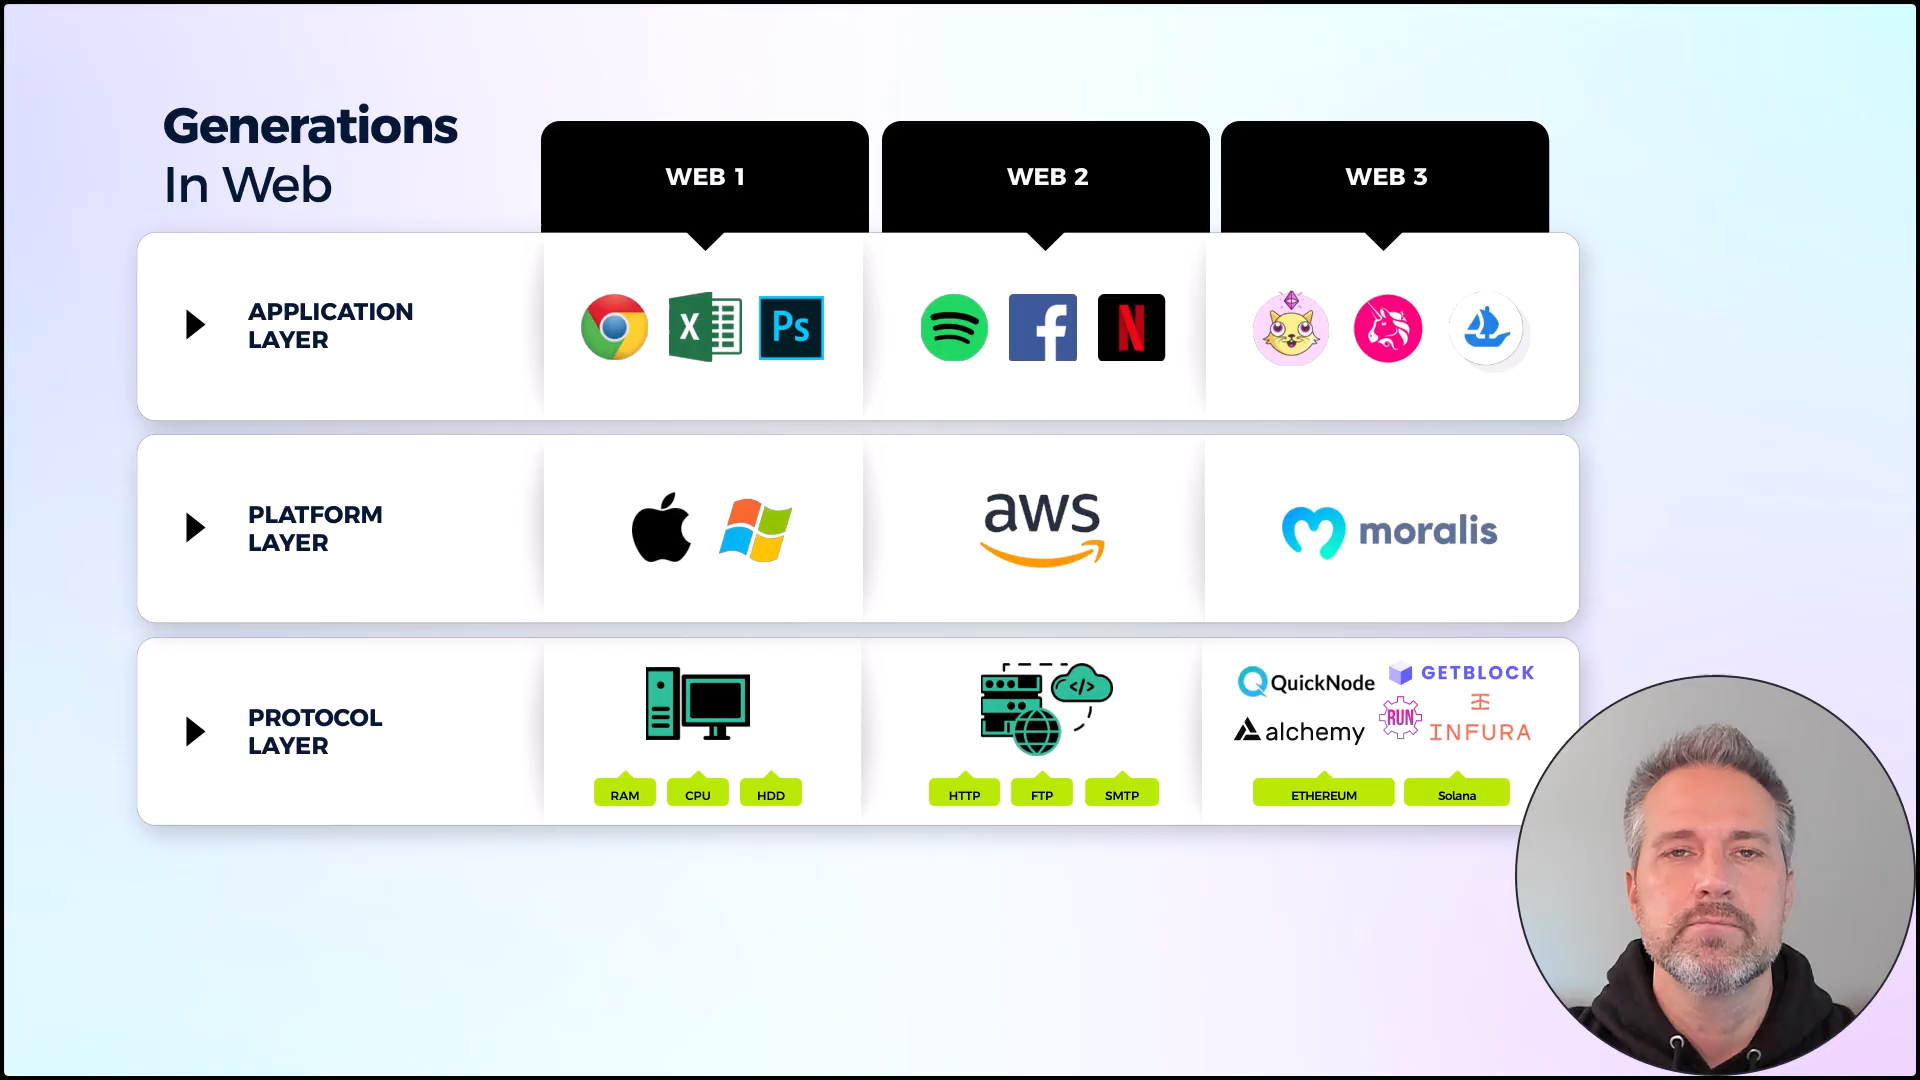 Generations
In Web
WEB 1
WEB 2
WEB 3
APPLICATION
LAYER
X
Ps
f
N
PLATFORM
LAYER
aws
moralis
PROTOCOL
LAYER
</>
QuickNode
GETBLOCK
alchemy
RUN
INFURA
RAM
CPU
HDD
HTTP
FTP
SMTP
ETHEREUM
Solana